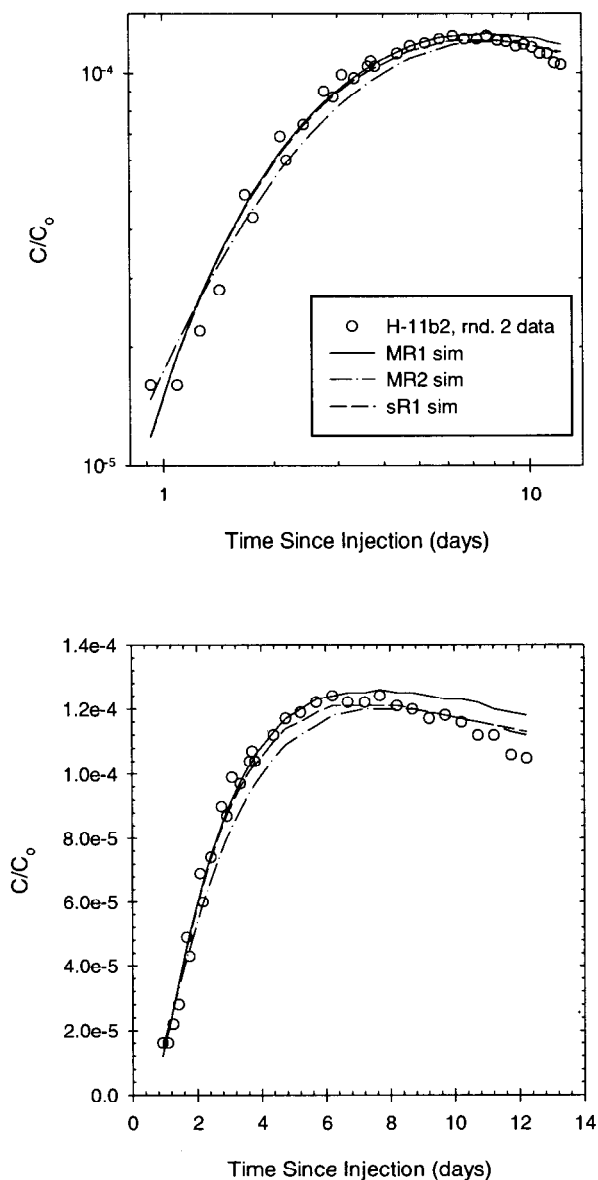 10⁻⁴
C/Cₒ
H-11b2, rnd. 2 data
MR1 sim
MR2 sim
sR1 sim
10⁻⁵
1
10
Time Since Injection (days)
1.4e-4
1.2e-4
1.0e-4
8.0e-5
C/Cₒ
6.0e-5
4.0e-5
2.0e-5
0.0
0 2 4 6 8 10 12 14
Time Since Injection (days)